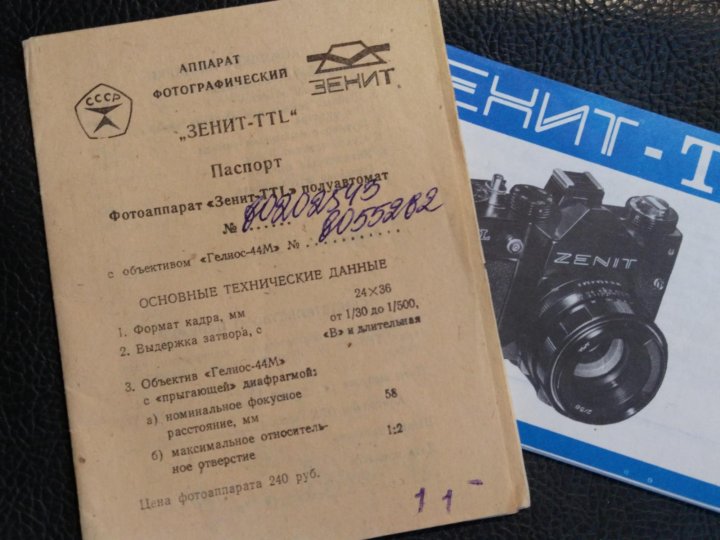 СССР
АППАРАТ
ФОТОГРАФИЧЕСКИЙ
ЗЕНИТ
„ЗЕНИТ-TTL“
Паспорт
Фотоаппарат «Зенит-TTL» полуавтомат
№ 80202543
с объективом «Гелиос-44М» № 8055282
ОСНОВНЫЕ ТЕХНИЧЕСКИЕ ДАННЫЕ
1. Формат кадра, мм 24×36
2. Выдержка затвора, с от 1/30 до 1/500,
«В» и длительная
3. Объектив «Гелиос-44М»
с «прыгающей» диафрагмой:
а) номинальное фокусное
расстояние, мм 58
б) максимальное относитель-
ное отверстие 1:2
Цена фотоаппарата 240 руб.
11-
ЗЕНИТ-T
ZENIT